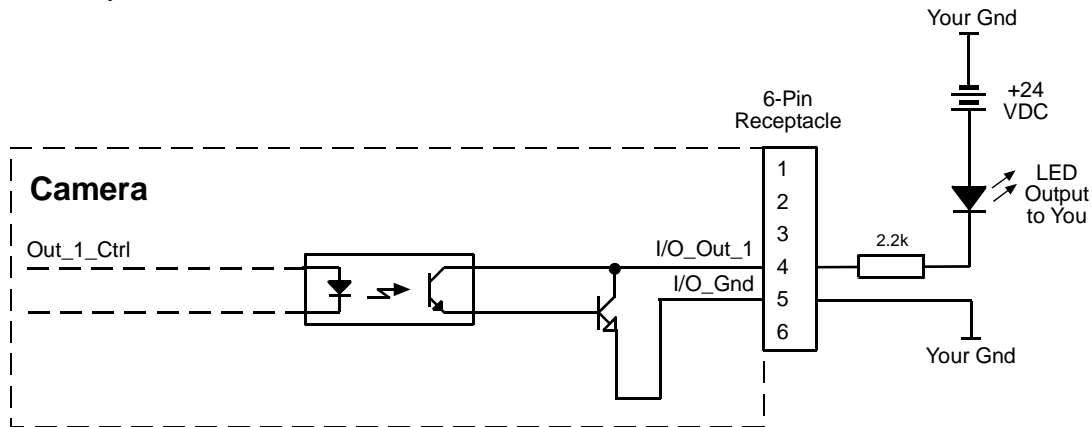 Your Gnd
+24
VDC
6-Pin
Receptacle
Camera
1
2
3
4
5
6
LED
Output
to You
Out_1_Ctrl
I/O_Out_1
2.2k
I/O_Gnd
Your Gnd